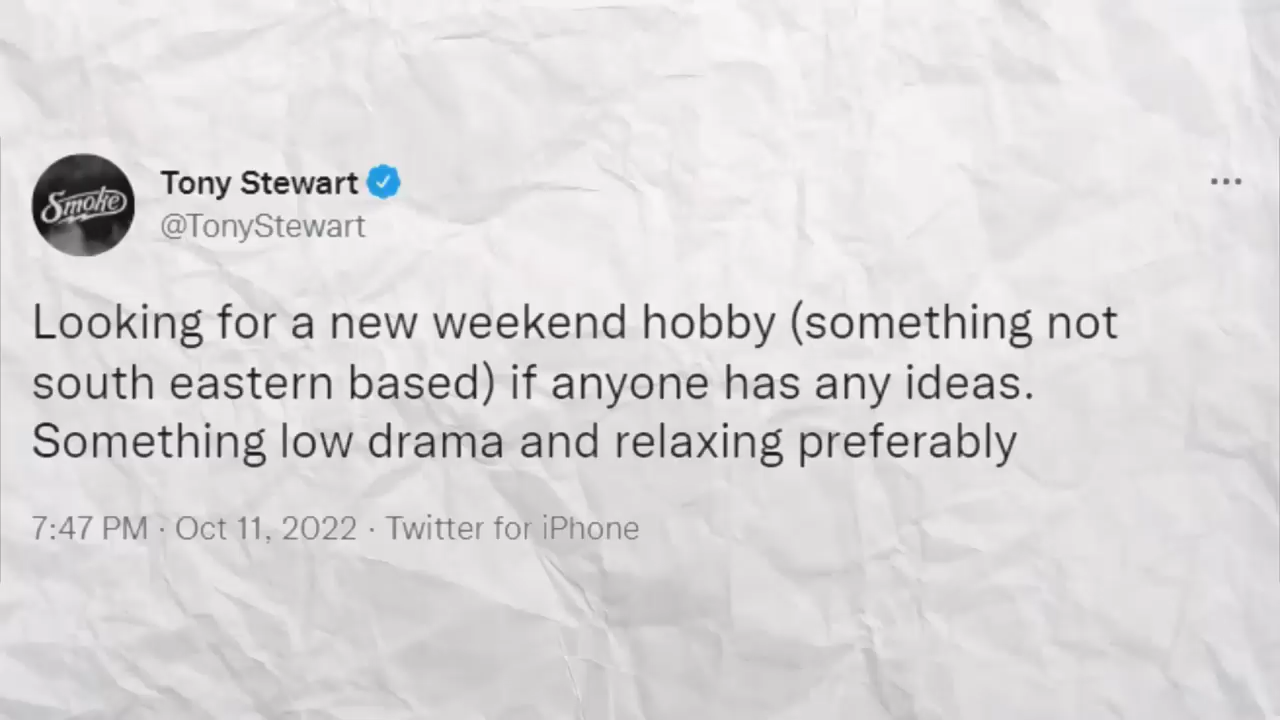 Smoke
Tony Stewart
@TonyStewart
Looking for a new weekend hobby (something not
south eastern based) if anyone has any ideas.
Something low drama and relaxing preferably
7:47 PM · Oct 11, 2022 · Twitter for iPhone